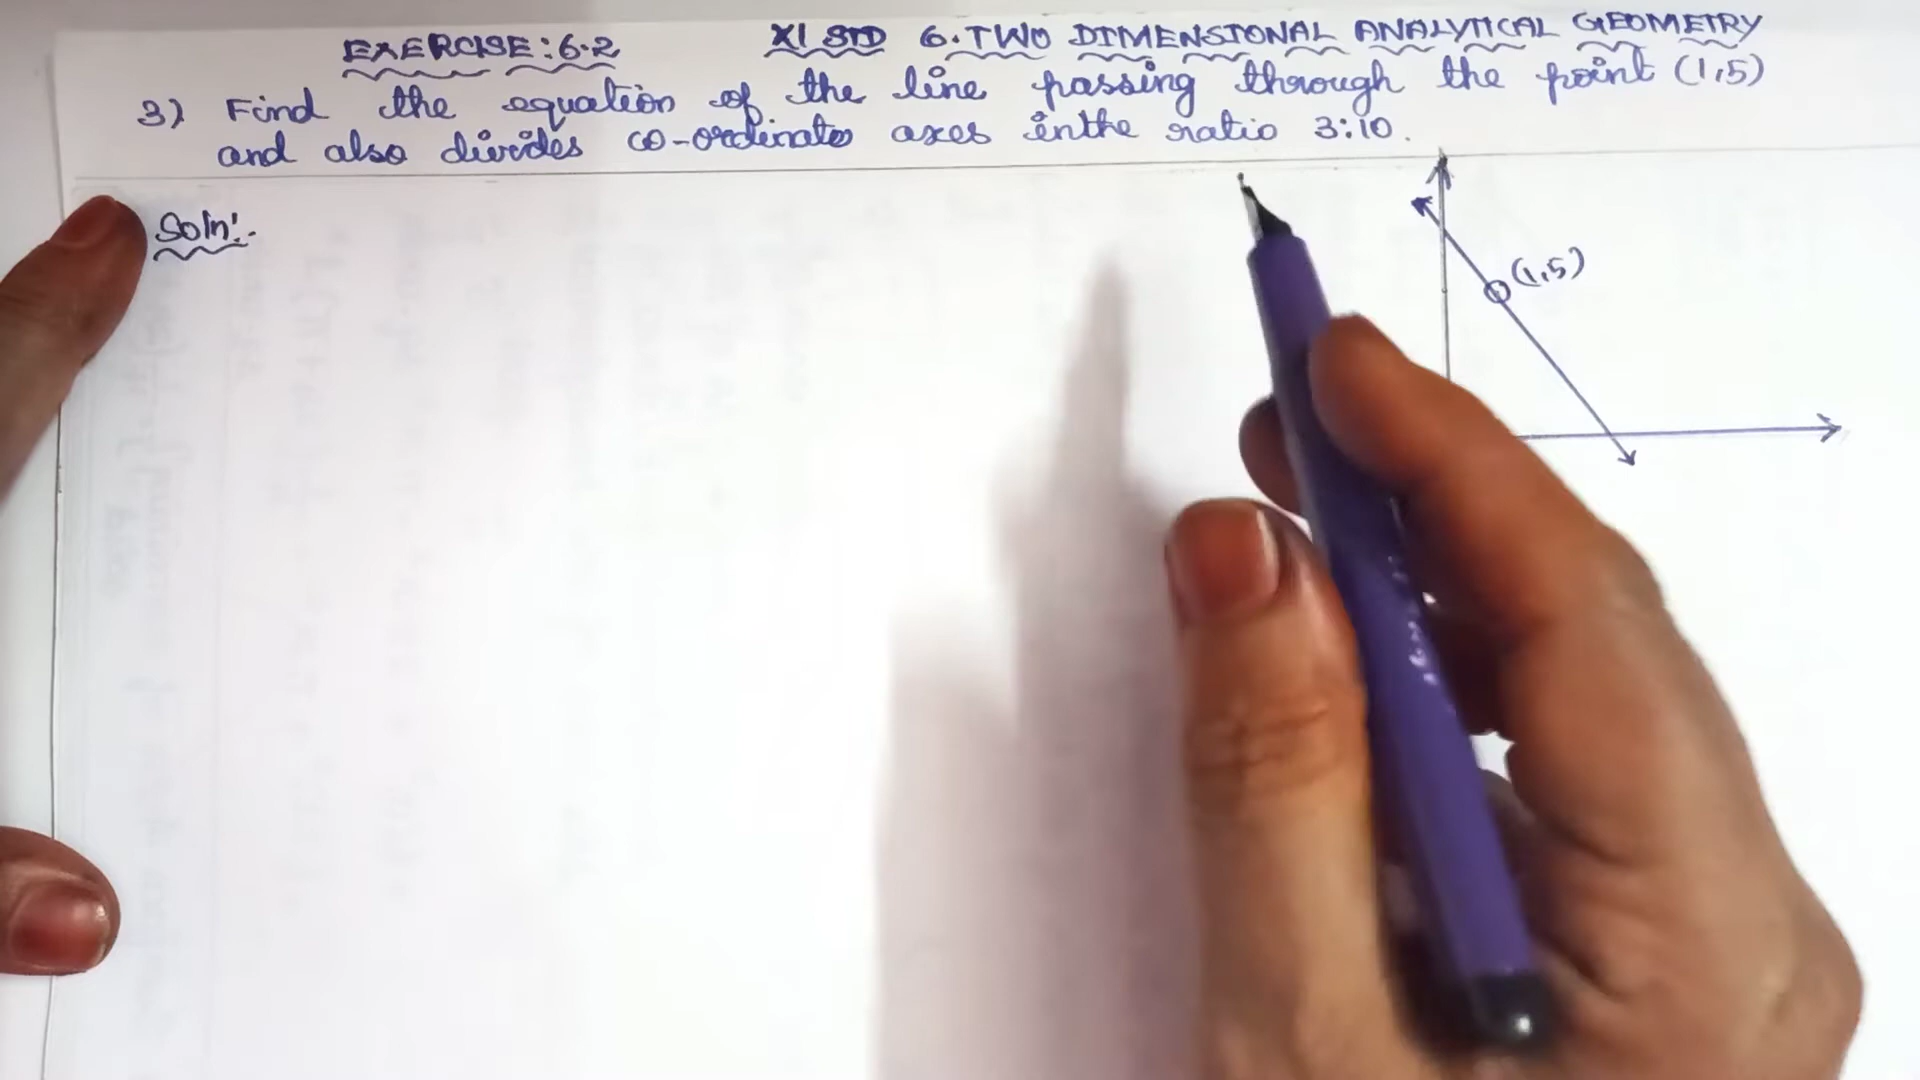 EXERCISE: 6.2 XI STD 6. TWO DIMENSIONAL ANALYTICAL GEOMETRY
3) Find the equation of the line passing through the point (1,5)
and also divides co-ordinate axes in the ratio 3:10.
Soln:-
(1,5)